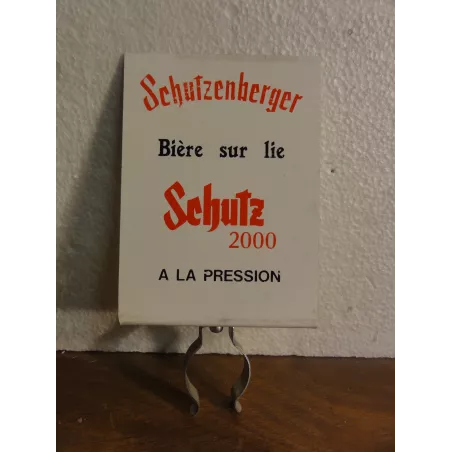 Schutzenberger
Bière sur lie
Schutz
2000
A LA PRESSION